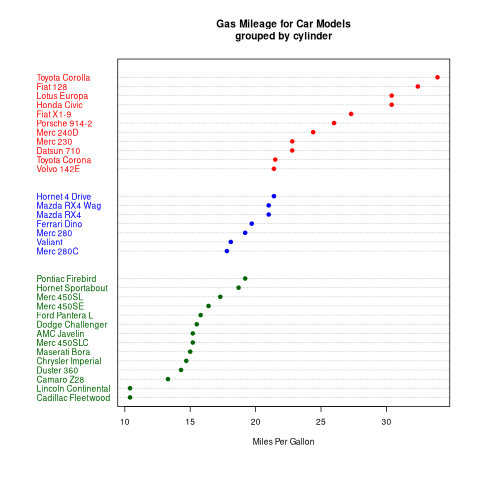 Gas Mileage for Car Models
grouped by cylinder
Toyota Corolla
Fiat 128
Lotus Europa
Honda Civic
Fiat X1-9
Porsche 914-2
Merc 240D
Merc 230
Datsun 710
Toyota Corona
Volvo 142E
Hornet 4 Drive
Mazda RX4 Wag
Mazda RX4
Ferrari Dino
Merc 280
Valiant
Merc 280C
Pontiac Firebird
Hornet Sportabout
Merc 450SL
Merc 450SE
Ford Pantera L
Dodge Challenger
AMC Javelin
Merc 450SLC
Maserati Bora
Chrysler Imperial
Duster 360
Camaro Z28
Lincoln Continental
Cadillac Fleetwood
10 15 20 25 30
Miles Per Gallon